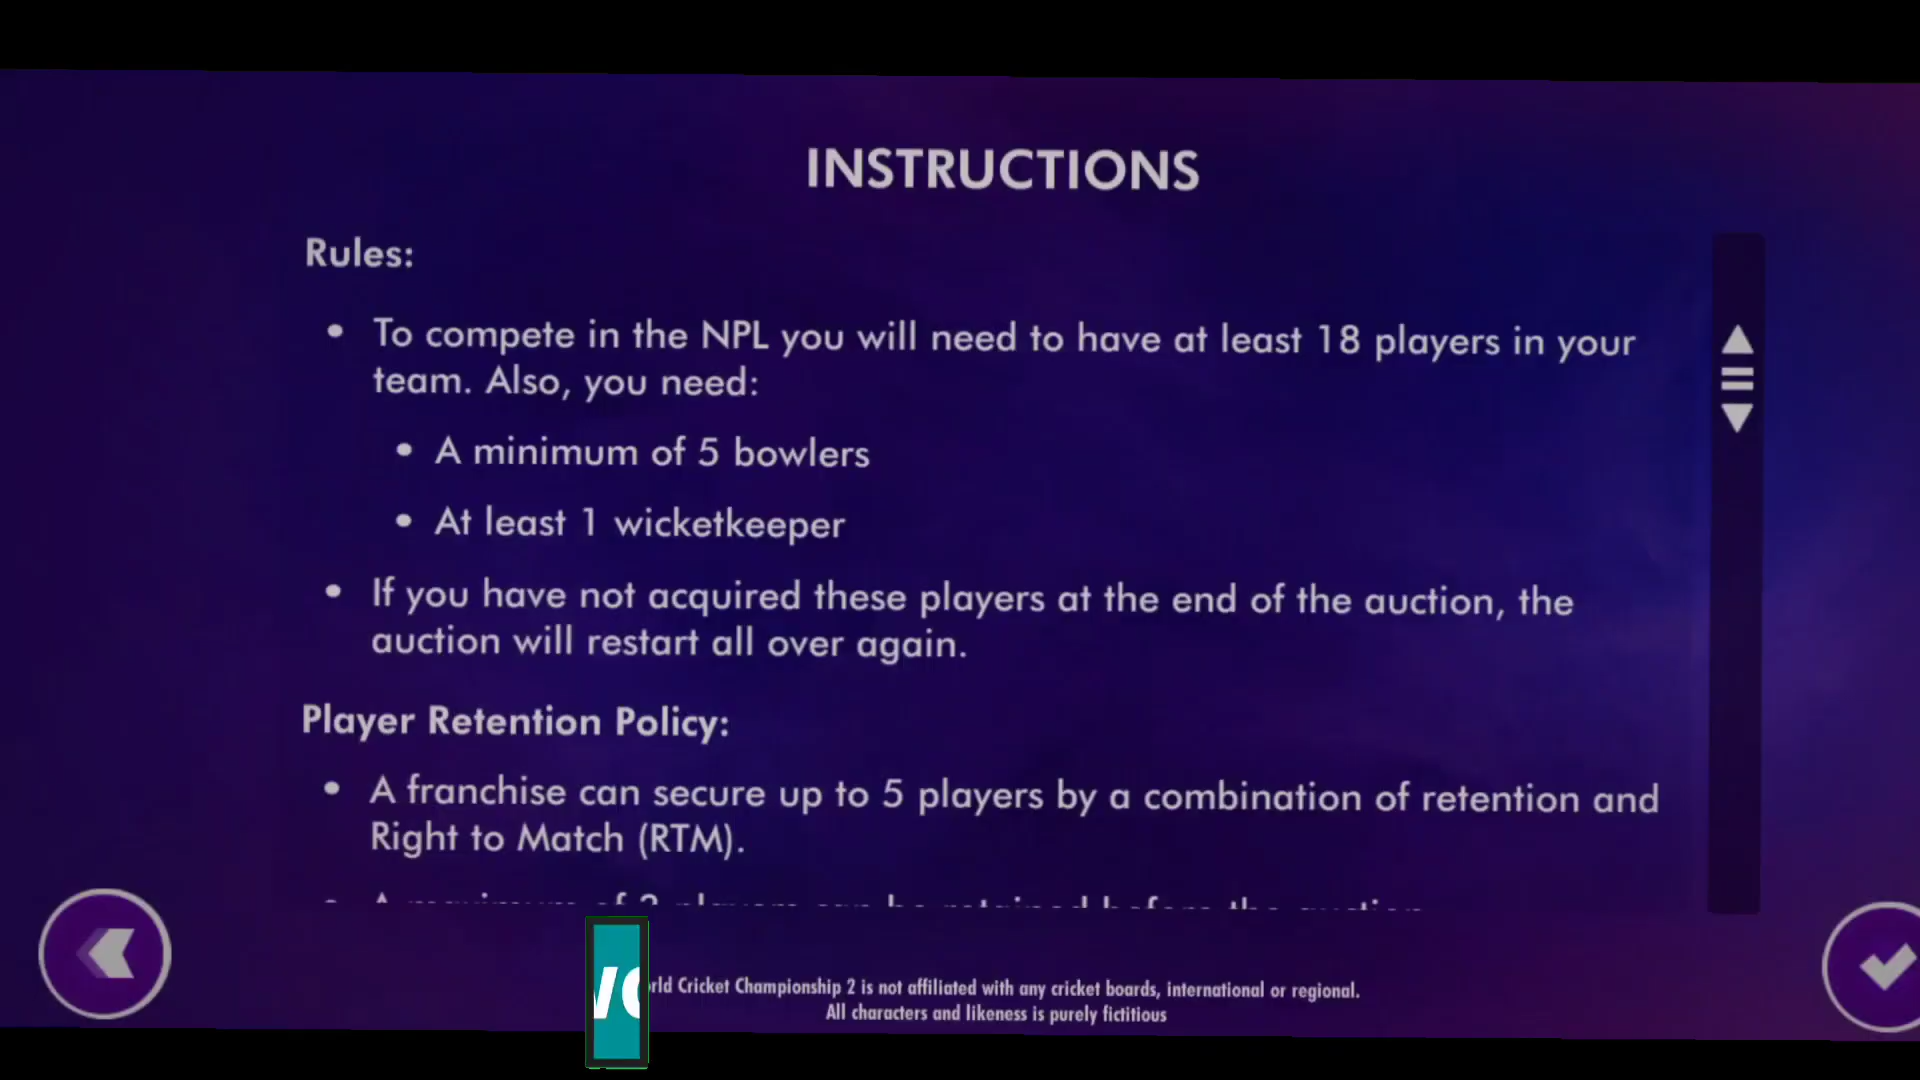 INSTRUCTIONS
Rules:
• To compete in the NPL you will need to have at least 18 players in your
team. Also, you need:
• A minimum of 5 bowlers
• At least 1 wicketkeeper
• If you have not acquired these players at the end of the auction, the
auction will restart all over again.
Player Retention Policy:
• A franchise can secure up to 5 players by a combination of retention and
Right to Match (RTM).
rld Cricket Championship 2 is not affiliated with any cricket boards, international or regional.
All characters and likeness is purely fictitious